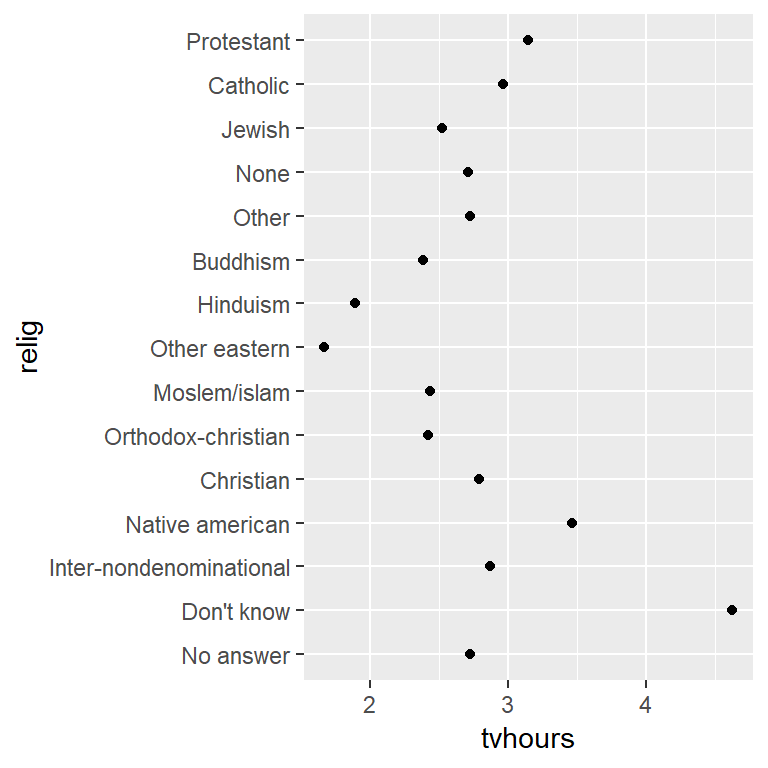 Protestant
Catholic
Jewish
None
Other
Buddhism
Hinduism
Other eastern
Moslem/islam
Orthodox-christian
Christian
Native american
Inter-nondenominational
Don't know
No answer
relig
2 3 4
tvhours